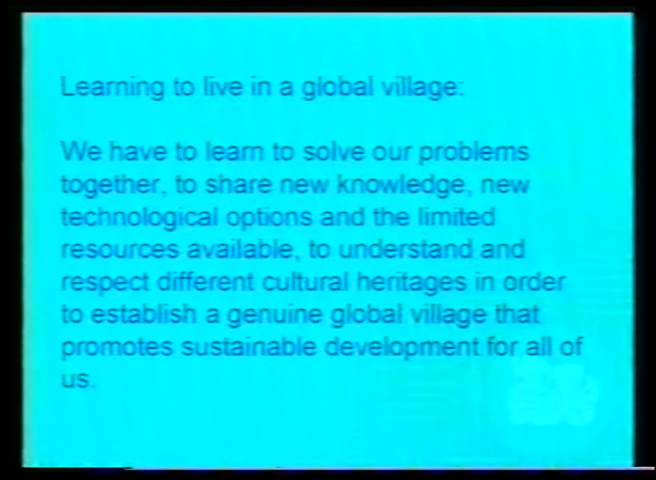 Learning to live in a global village:
We have to learn to solve our problems
together, to share new knowledge, new
technological options and the limited
resources available, to understand and
respect different cultural heritages in order
to establish a genuine global village that
promotes sustainable development for all of
us.